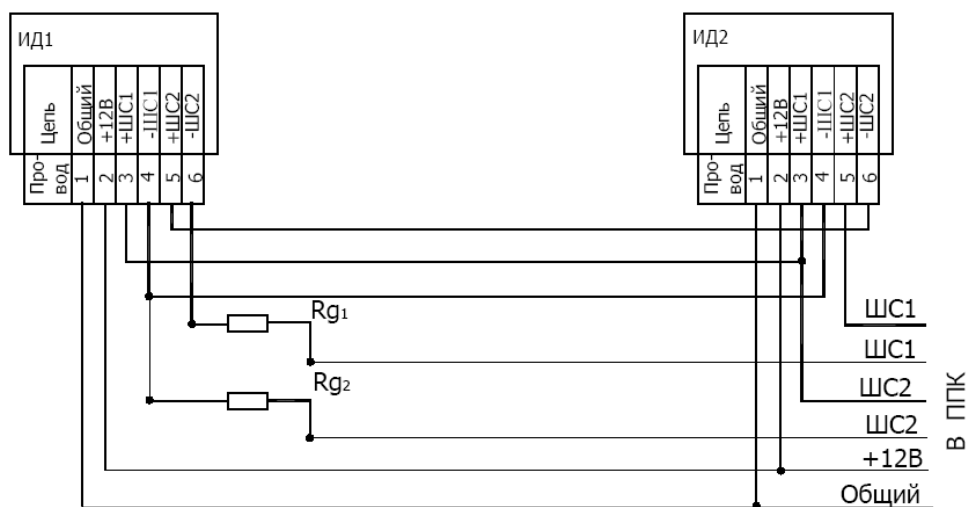 ИД1
Цепь
Общий
+12В
+ШС1
-ШС1
+ШС2
-ШС2
Про-
вод
1
2
3
4
5
6
ИД2
Цепь
Общий
+12В
+ШС1
-ШС1
+ШС2
-ШС2
Про-
вод
1
2
3
4
5
6
Rg1
Rg2
ШС1
ШС1
ШС2
ШС2
+12В
Общий
В ППК